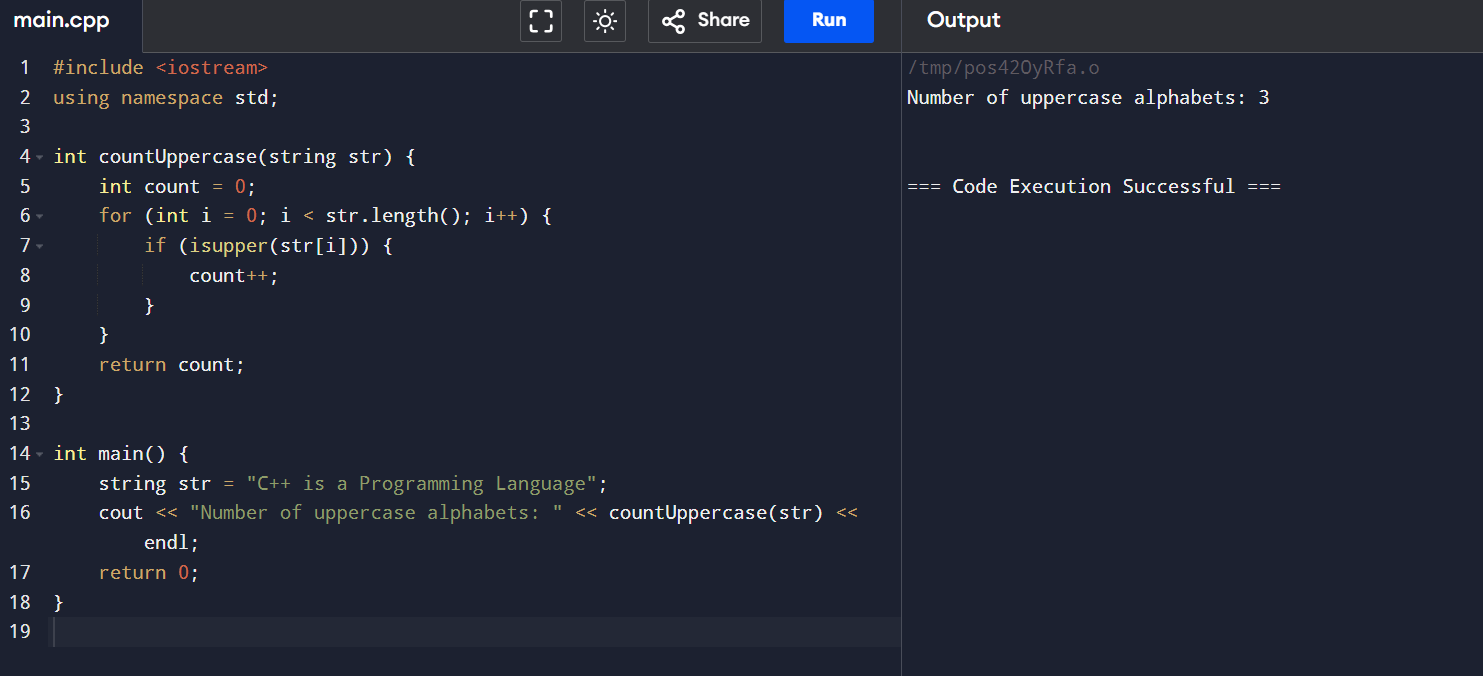 main.cpp
Share
Run
Output
1 #include <iostream>
2 using namespace std;
3
4 int countUppercase(string str) {
5     int count = 0;
6     for (int i = 0; i < str.length(); i++) {
7         if (isupper(str[i])) {
8             count++;
9         }
10     }
11     return count;
12 }
13
14 int main() {
15     string str = "C++ is a Programming Language";
16     cout << "Number of uppercase alphabets: " << countUppercase(str) <<
        endl;
17     return 0;
18 }
19
/tmp/pos42OyRfa.o
Number of uppercase alphabets: 3
=== Code Execution Successful ===